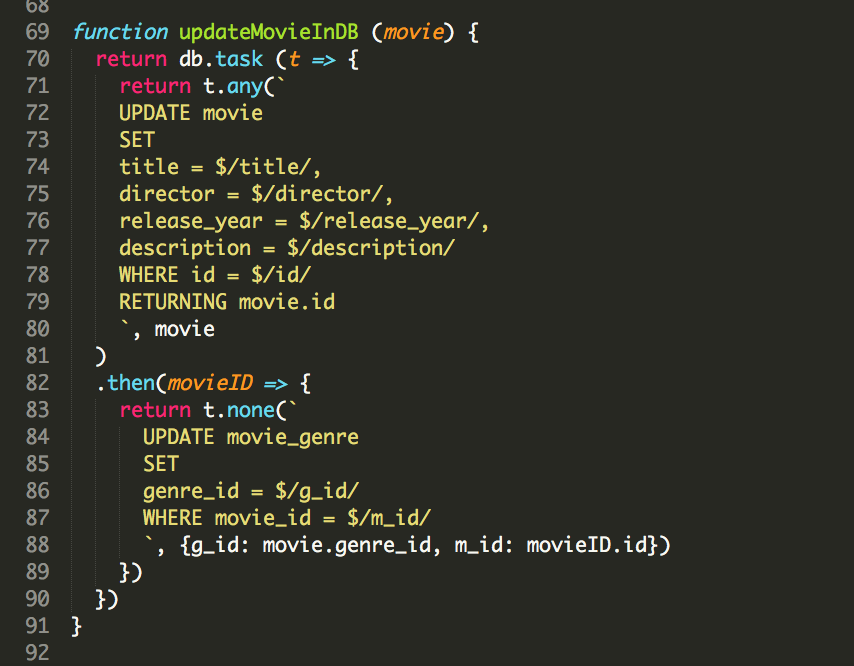 68
69 function updateMovieInDB (movie) {
70   return db.task (t => {
71     return t.any(`
72     UPDATE movie
73     SET
74     title = $/title/,
75     director = $/director/,
76     release_year = $/release_year/,
77     description = $/description/
78     WHERE id = $/id/
79     RETURNING movie.id
80     `, movie
81   )
82   .then(movieID => {
83     return t.none(`
84       UPDATE movie_genre
85       SET
86       genre_id = $/g_id/
87       WHERE movie_id = $/m_id/
88       `, {g_id: movie.genre_id, m_id: movieID.id})
89     })
90   })
91 }
92